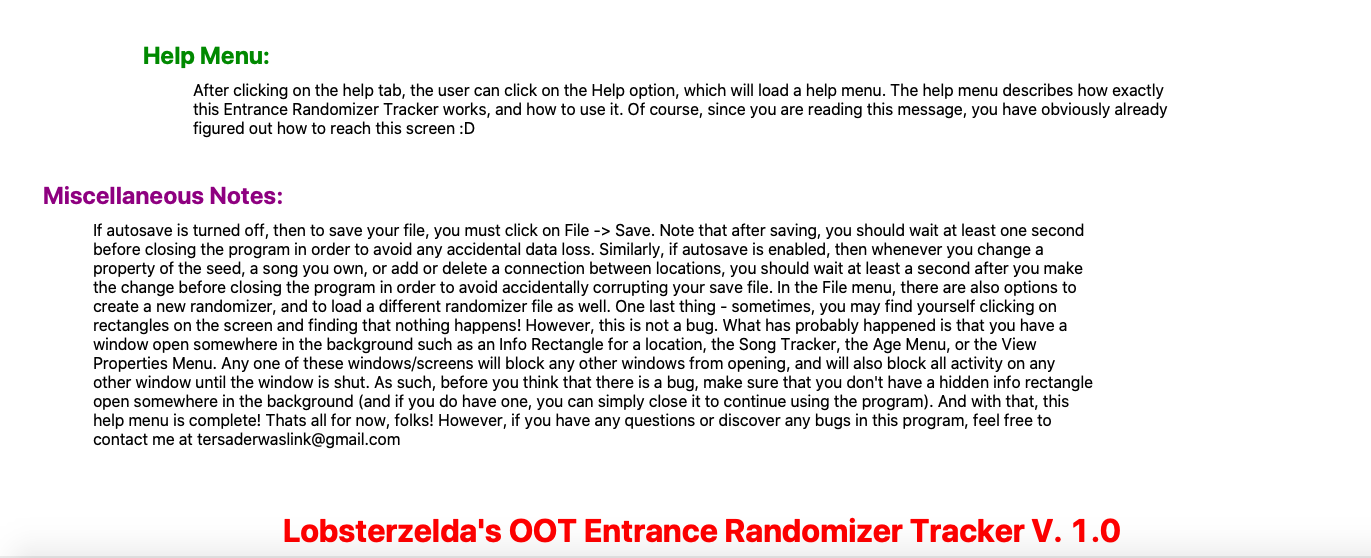 Help Menu:
After clicking on the help tab, the user can click on the Help option, which will load a help menu. The help menu describes how exactly
this Entrance Randomizer Tracker works, and how to use it. Of course, since you are reading this message, you have obviously already
figured out how to reach this screen :D
Miscellaneous Notes:
If autosave is turned off, then to save your file, you must click on File -> Save. Note that after saving, you should wait at least one second
before closing the program in order to avoid any accidental data loss. Similarly, if autosave is enabled, then whenever you change a
property of the seed, a song you own, or add or delete a connection between locations, you should wait at least a second after you make
the change before closing the program in order to avoid accidentally corrupting your save file. In the File menu, there are also options to
create a new randomizer, and to load a different randomizer file as well. One last thing - sometimes, you may find yourself clicking on
rectangles on the screen and finding that nothing happens! However, this is not a bug. What has probably happened is that you have a
window open somewhere in the background such as an Info Rectangle for a location, the Song Tracker, the Age Menu, or the View
Properties Menu. Any one of these windows/screens will block any other windows from opening, and will also block all activity on any
other window until the window is shut. As such, before you think that there is a bug, make sure that you don't have a hidden info rectangle
open somewhere in the background (and if you do have one, you can simply close it to continue using the program). And with that, this
help menu is complete! Thats all for now, folks! However, if you have any questions or discover any bugs in this program, feel free to
contact me at tersaderwaslink@gmail.com
Lobsterzelda's OOT Entrance Randomizer Tracker V. 1.0